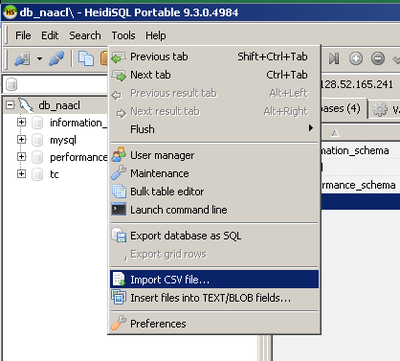 db_naacl\ - HeidiSQL Portable 9.3.0.4984
File Edit Search Tools Help
Previous tab Shift+Ctrl+Tab
Next tab Ctrl+Tab
Previous result tab Alt+Left
Next result tab Alt+Right
Flush
User manager
Maintenance
Bulk table editor
Launch command line
Export database as SQL
Export grid rows
Import CSV file...
Insert files into TEXT/BLOB fields...
Preferences
db_naacl
information_
mysql
performance
tc
128.52.165.241
bases (4)
mation_schema
rmance_schema